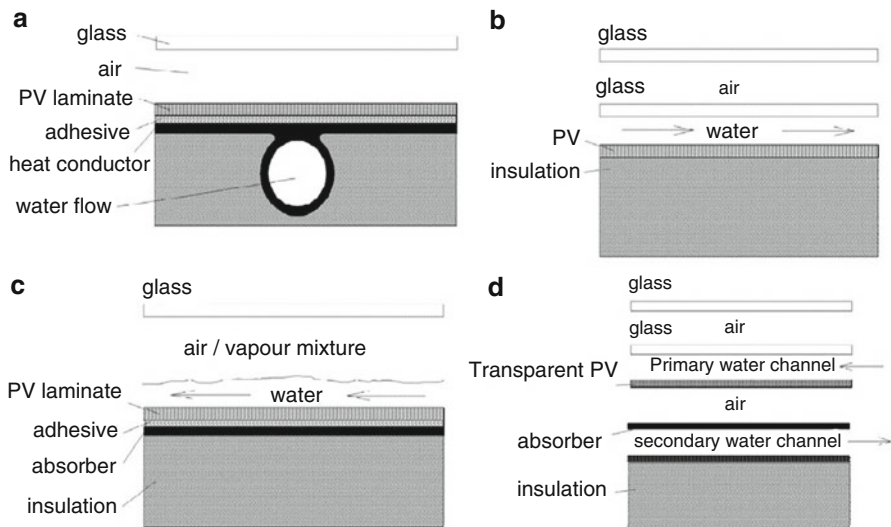 a
glass
air
PV laminate
adhesive
heat conductor
water flow
b
glass
glass air
water
PV
insulation
c
glass
air / vapour mixture
PV laminate
water
adhesive
absorber
insulation
d
glass
glass air
Primary water channel
Transparent PV
air
absorber
secondary water channel
insulation